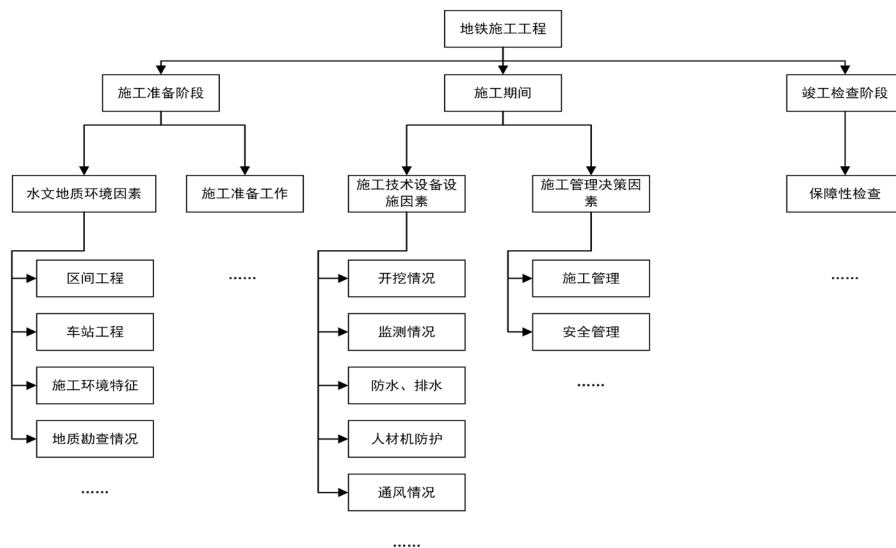 地铁施工工程
施工准备阶段
施工期间
竣工检查阶段
水文地质环境因素
施工准备工作
施工技术设备设
施因素
施工管理决策因
素
保障性检查
区间工程
……
开挖情况
施工管理
……
车站工程
监测情况
安全管理
施工环境特征
防水、排水
……
地质勘查情况
人材机防护
……
通风情况
……